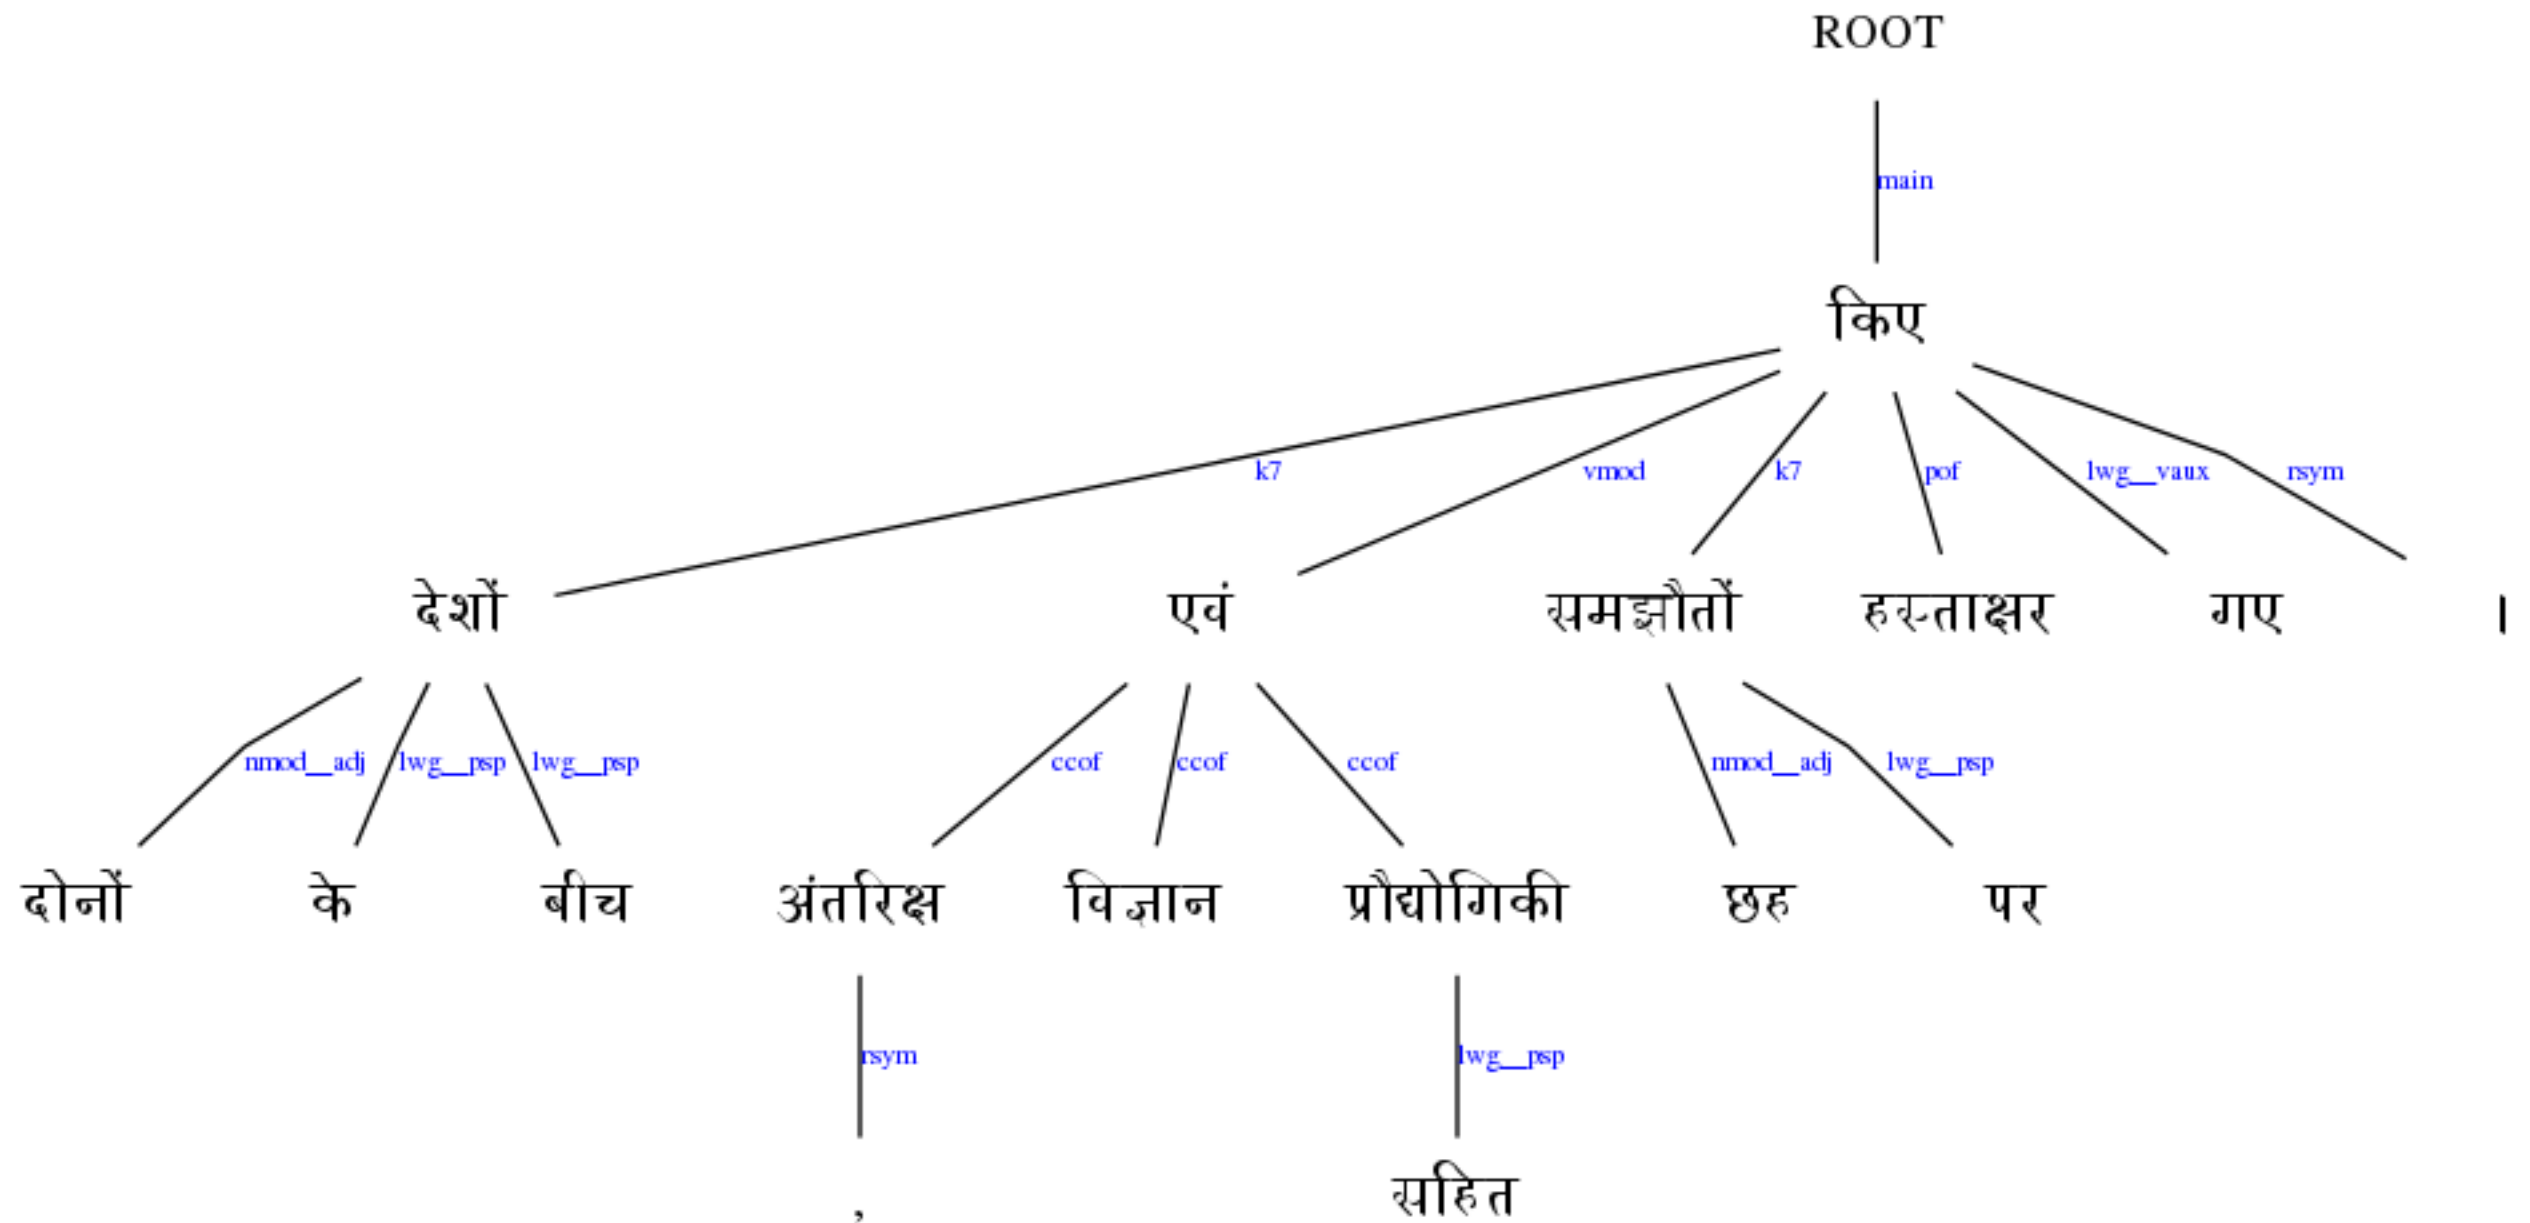 ROOT
main
किए
k7 vmod k7 pof lwg__vaux rsym
देशों एवं समझौतों हस्ताक्षर गए ।
nmod__adj lwg__psp lwg__psp ccof ccof ccof nmod__adj lwg__psp
दोनों के बीच अंतरिक्ष विज्ञान प्रौद्योगिकी छह पर
rsym lwg__psp
, सहित